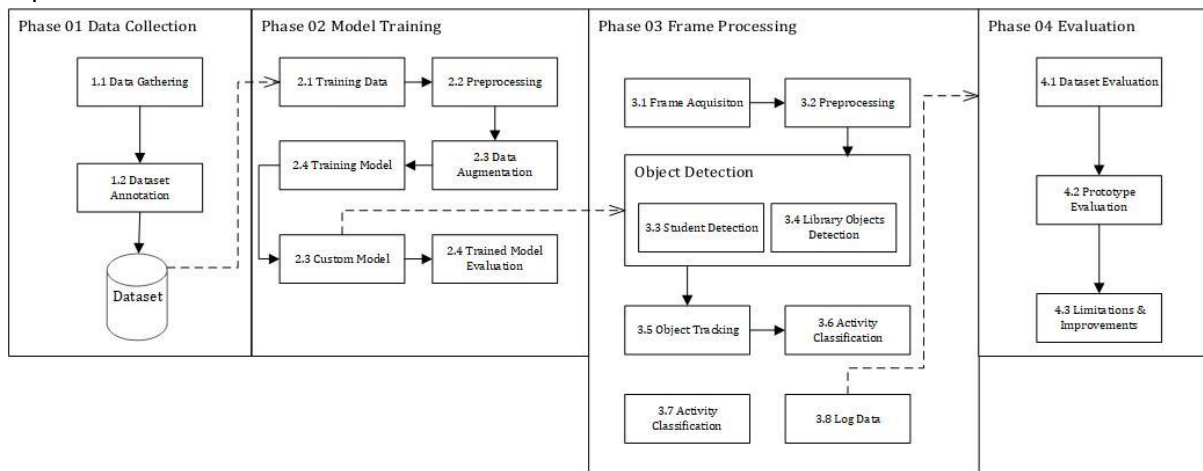 Phase 01 Data Collection
1.1 Data Gathering
1.2 Dataset
Annotation
Dataset
Phase 02 Model Training
2.1 Training Data
2.2 Preprocessing
2.4 Training Model
2.3 Data
Augmentation
2.3 Custom Model
2.4 Trained Model
Evaluation
Phase 03 Frame Processing
3.1 Frame Acquisiton
3.2 Preprocessing
Object Detection
3.3 Student Detection
3.4 Library Objects
Detection
3.5 Object Tracking
3.6 Activity
Classification
3.7 Activity
Classification
3.8 Log Data
Phase 04 Evaluation
4.1 Dataset Evaluation
4.2 Prototype
Evaluation
4.3 Limitations &
Improvements